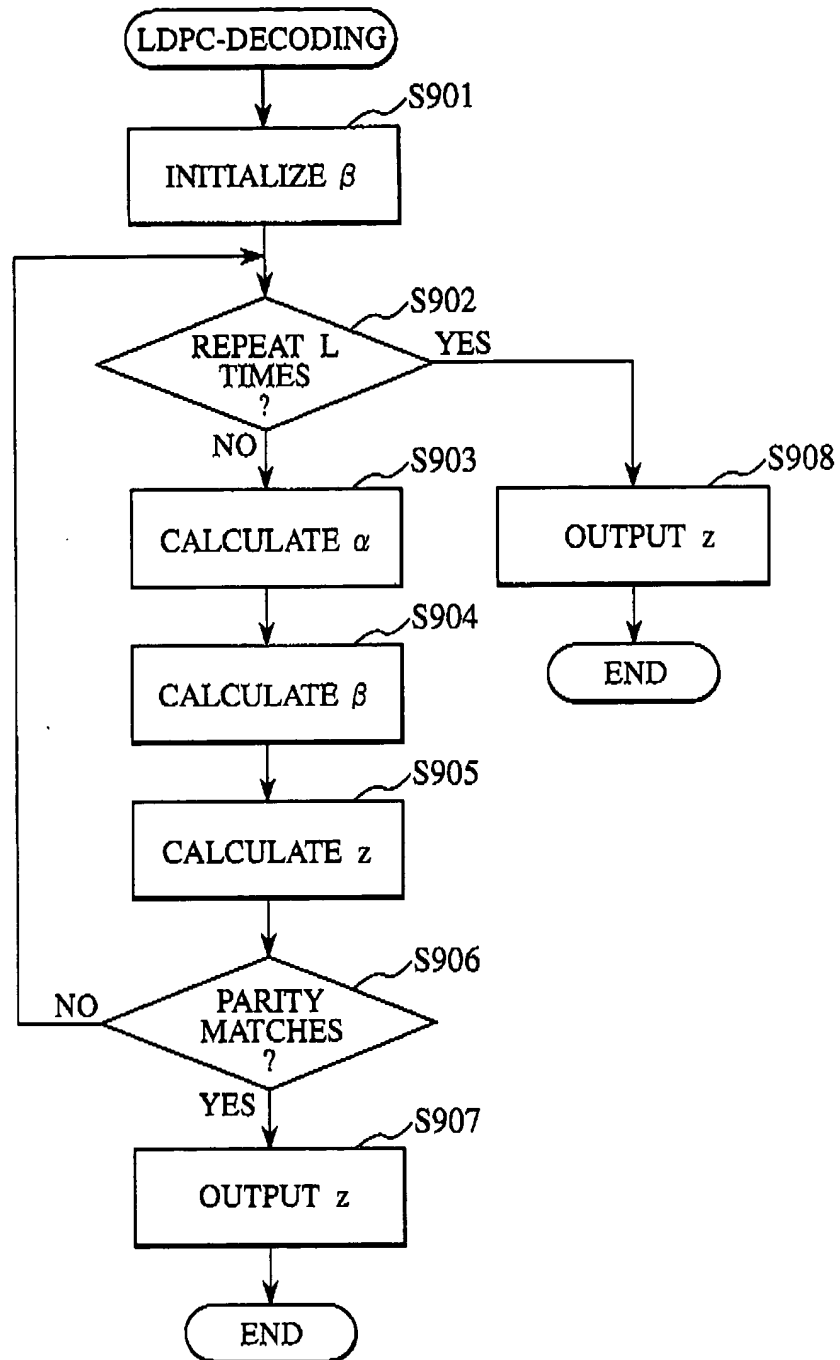 LDPC-DECODING
S901
INITIALIZE β
S902
REPEAT L
TIMES
?
YES
NO
S903
CALCULATE α
S908
OUTPUT z
END
S904
CALCULATE β
S905
CALCULATE z
S906
PARITY
MATCHES
?
NO
YES
S907
OUTPUT z
END